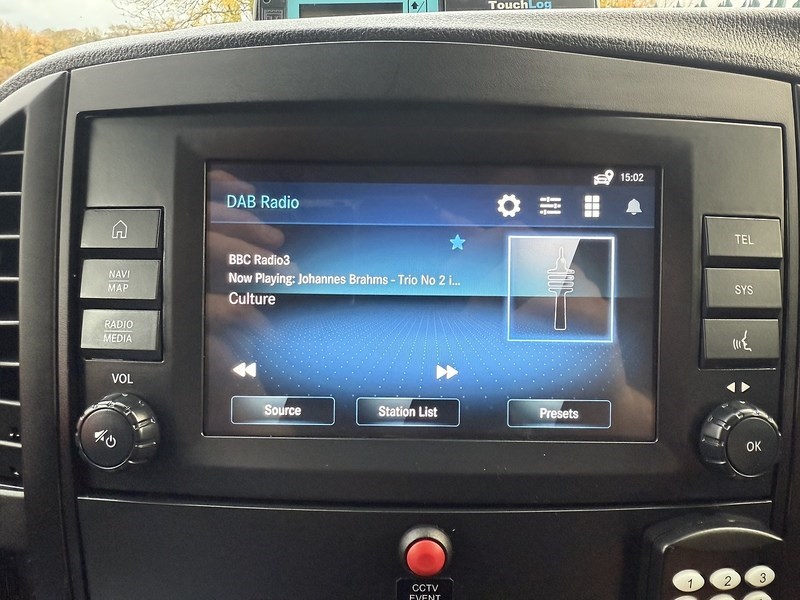 TouchLog
15:02
DAB Radio
BBC Radio3
Now Playing: Johannes Brahms - Trio No 2 i...
Culture
Source
Station List
Presets
NAVI
MAP
RADIO
MEDIA
VOL
TEL
SYS
OK
CCTV
EVENT
1 2 3